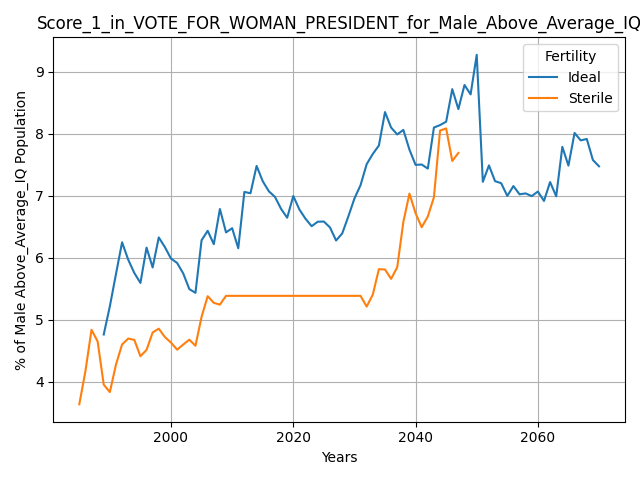 Score_1_in_VOTE_FOR_WOMAN_PRESIDENT_for_Male_Above_Average_IQ
Fertility
Ideal
Sterile
% of Male Above_Average_IQ Population
9
8
7
6
5
4
2000 2020 2040 2060
Years